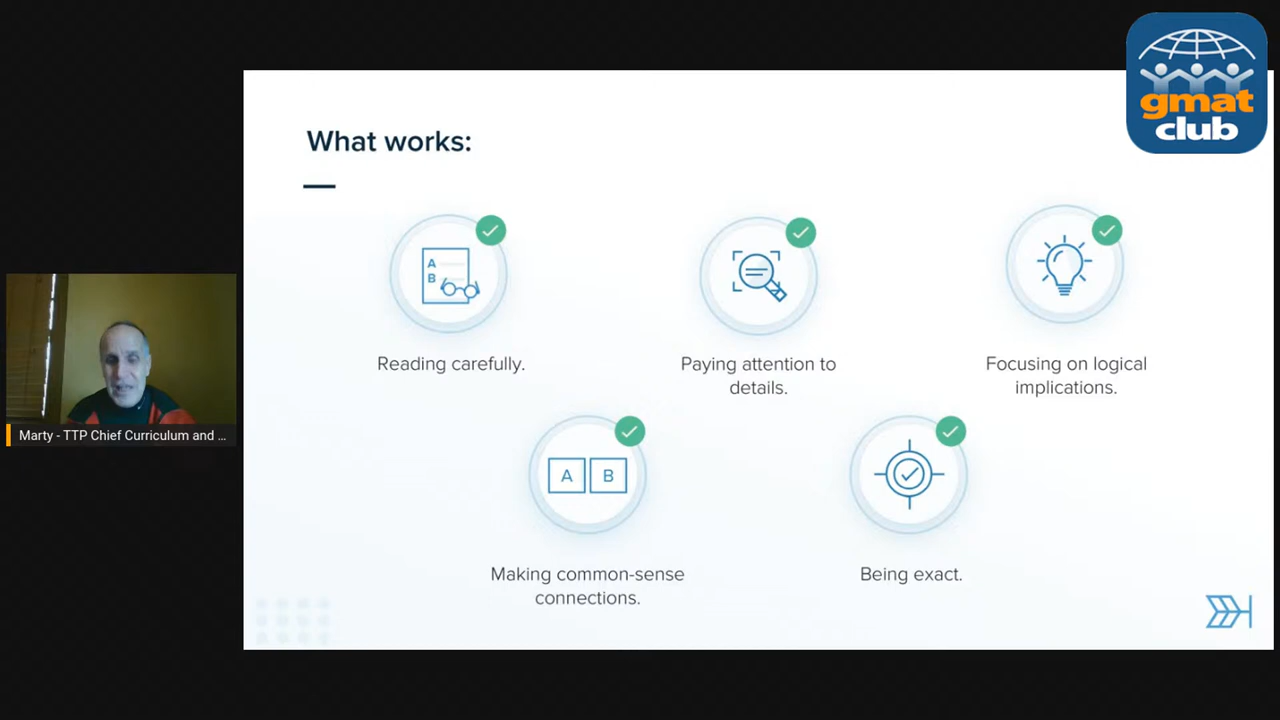 gmat
club
What works:
A
B
Reading carefully.
Paying attention to
details.
Focusing on logical
implications.
A B
Making common-sense
connections.
Being exact.
Marty - TTP Chief Curriculum and ...